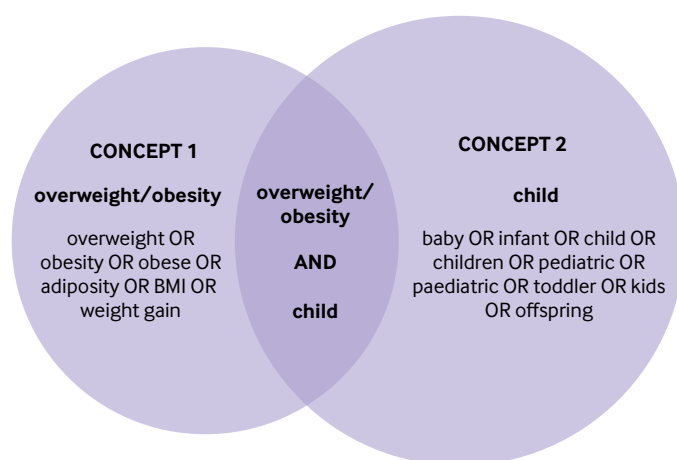 CONCEPT 1
overweight/obesity
overweight OR
obesity OR obese OR
adiposity OR BMI OR
weight gain
overweight/
obesity
AND
child
CONCEPT 2
child
baby OR infant OR child OR
children OR pediatric OR
paediatric OR toddler OR kids
OR offspring